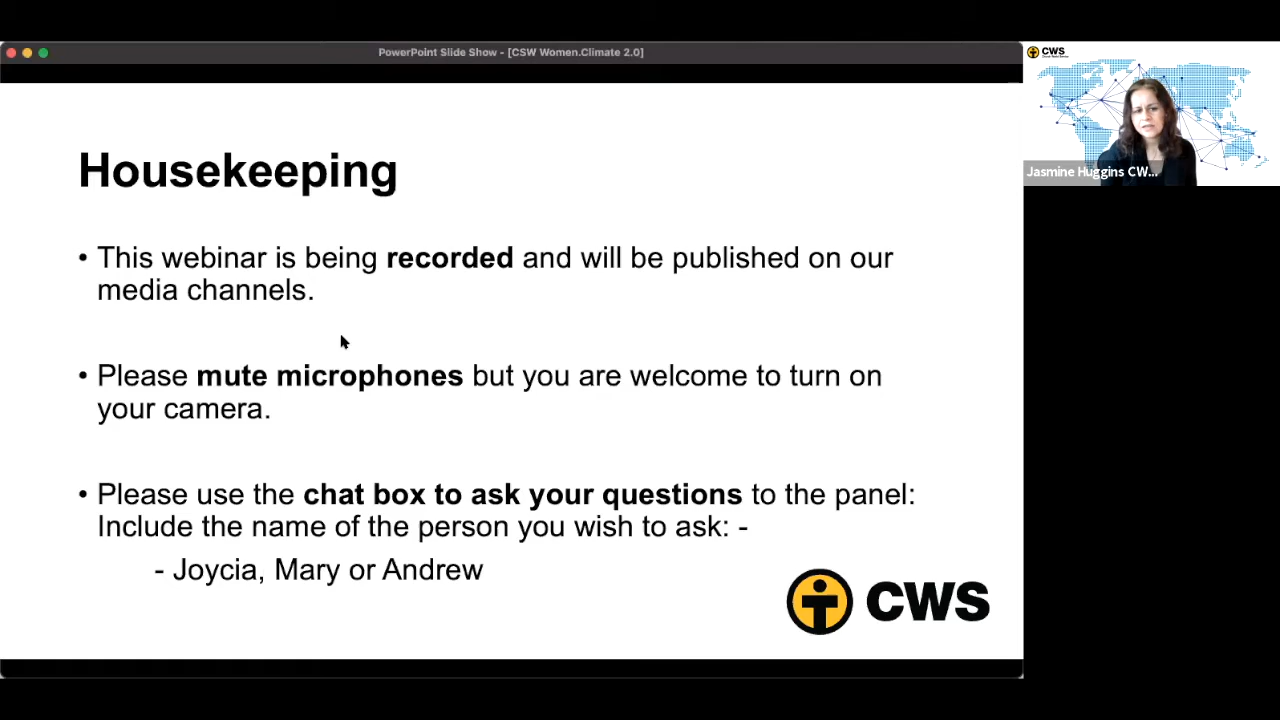 PowerPoint Slide Show - [CSW Women.Climate 2.0]
CWS
Jasmine Huggins CW...
Housekeeping
• This webinar is being recorded and will be published on our
media channels.
• Please mute microphones but you are welcome to turn on
your camera.
• Please use the chat box to ask your questions to the panel:
Include the name of the person you wish to ask: -
- Joycia, Mary or Andrew
CWS